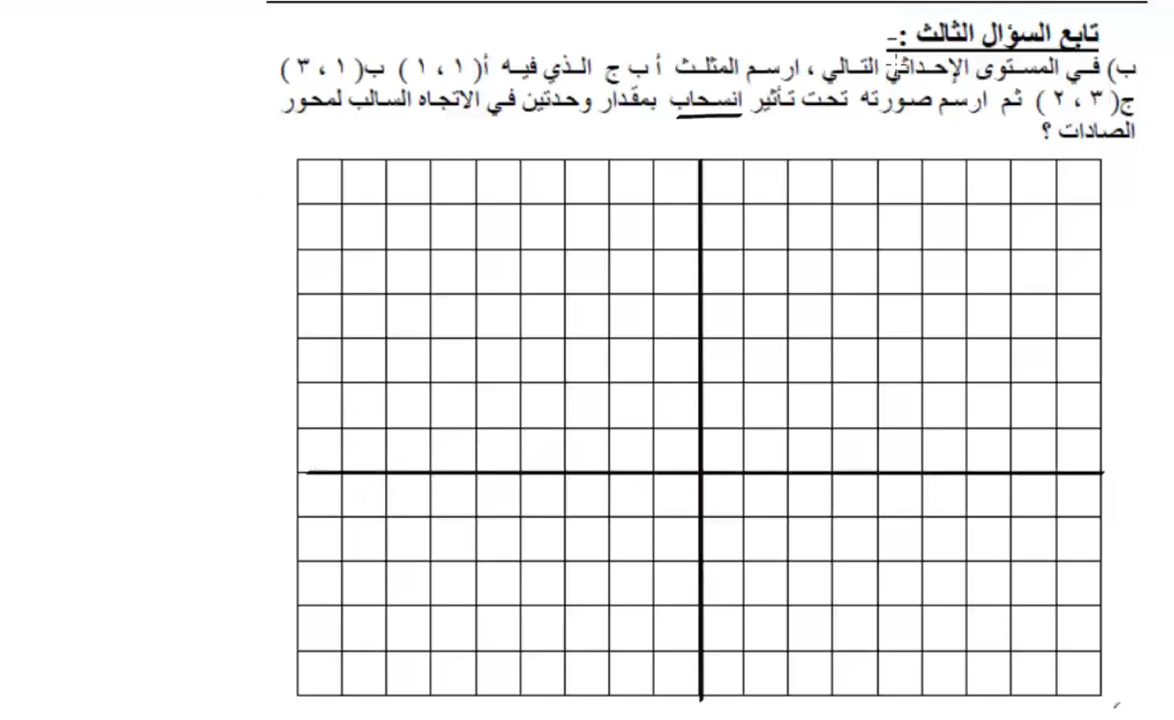 تابع السؤال الثالث :-
ب) في المستوى الإحداثي التالي ، ارسم المثلث أ ب ج الذي فيه أ( ١ ، ١ ) ب( ١ ، ٣ )
ج( ٣ ، ٢ ) ثم ارسم صورته تحت تأثير انسحاب بمقدار وحدتين في الاتجاه السالب لمحور
الصادات ؟